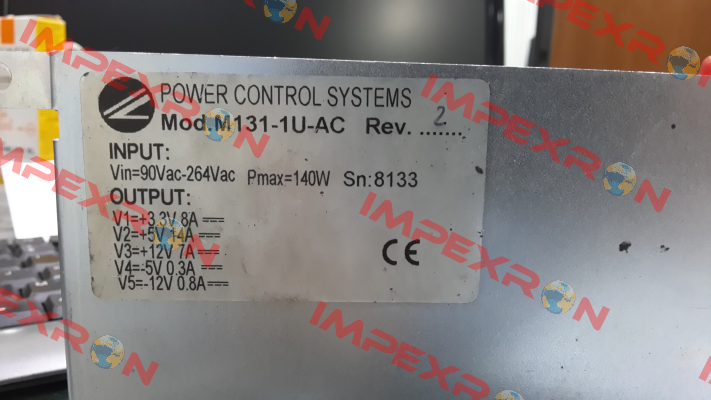 POWER CONTROL SYSTEMS
Mod.M131-1U-AC Rev. ...2....
INPUT:
Vin=90Vac-264Vac Pmax=140W Sn:8133
OUTPUT:
V1=+3.3V 8A
V2=+5V 14A
V3=+12V 7A
V4=-5V 0.3A
V5=-12V 0.8A
CE
IMPEXRON
IMPEXRON
IMPEXRON
IMPEXRON
IMPEXRON
IMPEXRON